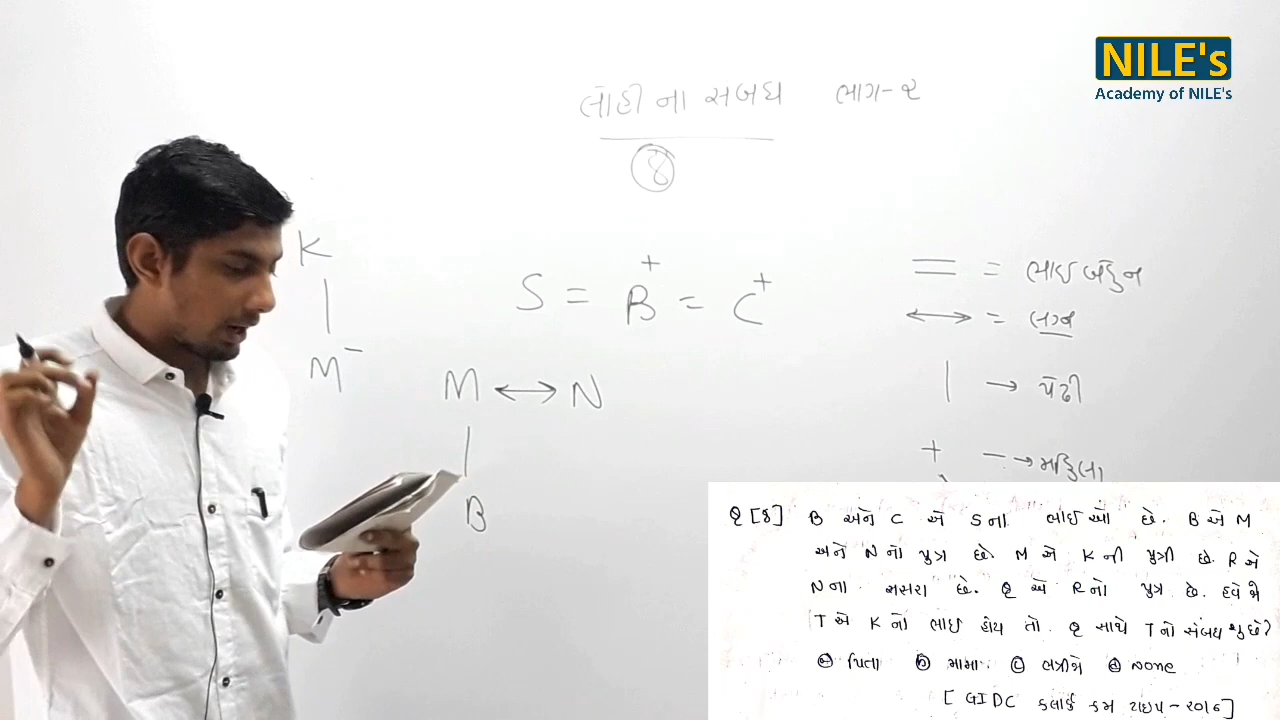 NILE's
Academy of NILE's
લોહી ના સબંધ ભાગ-૨
8
K
|
M⁻
S = B⁺ = C⁺
M ↔ N
|
B
= = ભાઈ બહેન
↔ = લગ્ન
| → પેઢી
+ - → મહિલા
Q [8] B અને C એ S ના ભાઈ ઓ છે. B એ M
અને N નો પુત્ર છે. M એ K ની પુત્રી છે. R એ
N ના સસરા છે. Q એ R નો પુત્ર છે. હવે જો
T એ K નો ભાઈ હોય તો Q સાથે T નો સંબંધ શું છે?
A પિતા B મામા C ભત્રીજો D NONE
[ GIDC કલાર્ક કમ ટાઇપ - ૨૦૧૬ ]